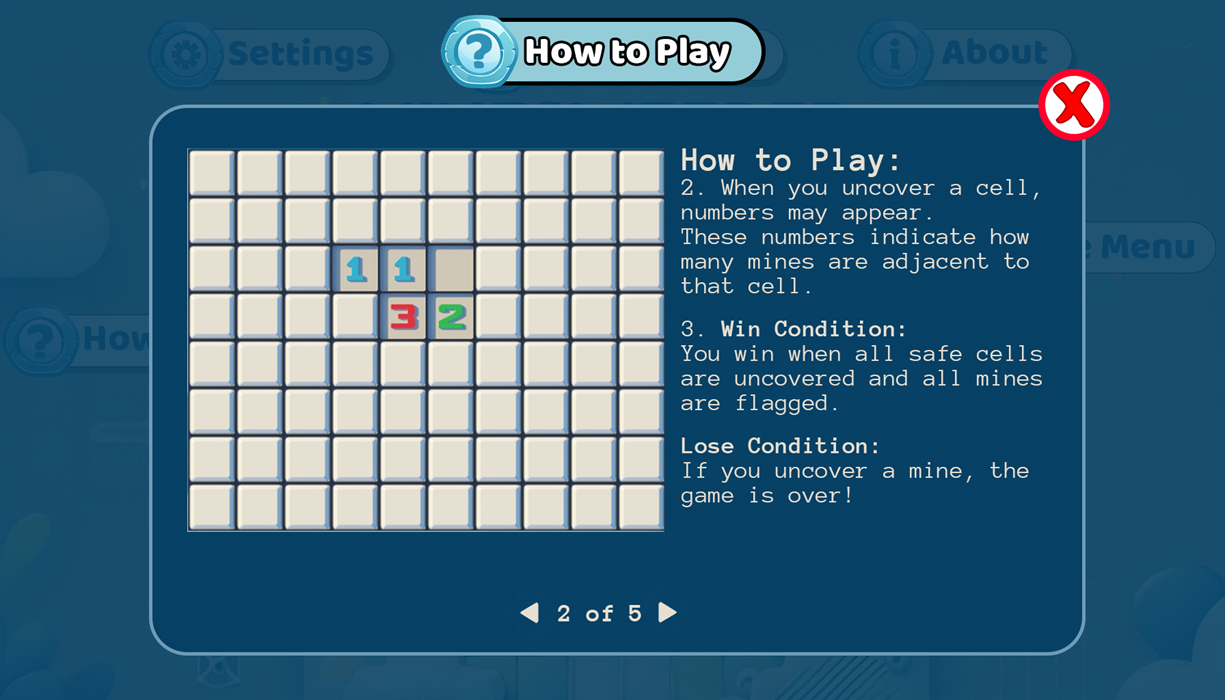 Settings
How to Play
About
How to Play:
2. When you uncover a cell,
numbers may appear.
These numbers indicate how
many mines are adjacent to
that cell.
3. Win Condition:
You win when all safe cells
are uncovered and all mines
are flagged.
Lose Condition:
If you uncover a mine, the
game is over!
1 1
3 2
Menu
How
2 of 5